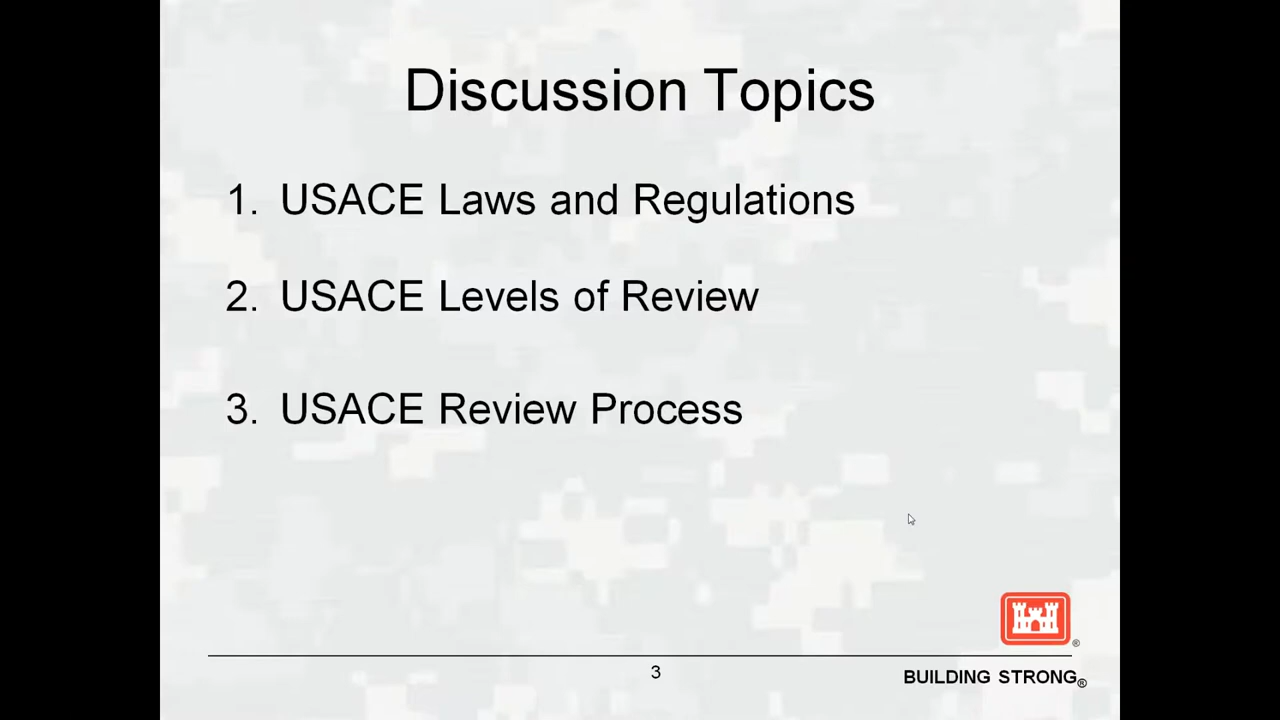 Discussion Topics
1. USACE Laws and Regulations
2. USACE Levels of Review
3. USACE Review Process
®
3
BUILDING STRONG®